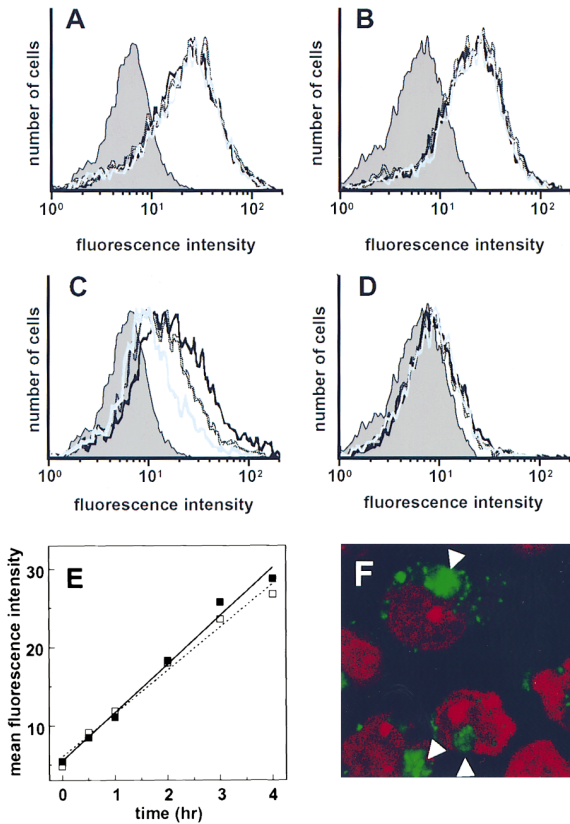 A
number of cells
10⁰ 10¹ 10²
fluorescence intensity
B
number of cells
10⁰ 10¹ 10²
fluorescence intensity
C
number of cells
10⁰ 10¹ 10²
fluorescence intensity
D
number of cells
10⁰ 10¹ 10²
fluorescence intensity
E
mean fluorescence intensity
30
20
10
0 1 2 3 4
time (hr)
F